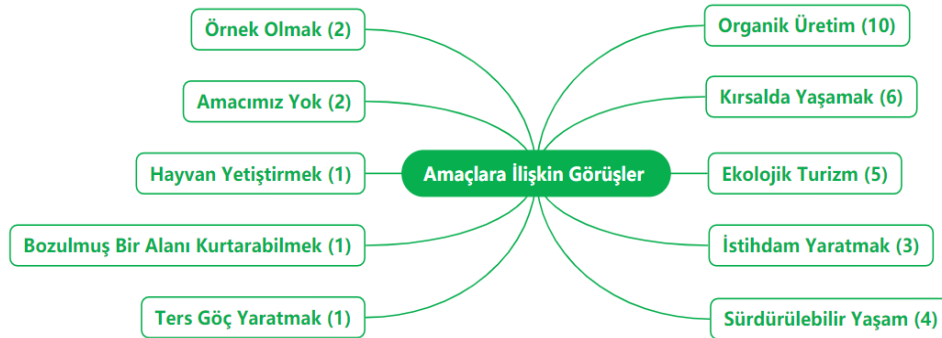 Örnek Olmak (2)
Amacımız Yok (2)
Hayvan Yetiştirmek (1)
Bozulmuş Bir Alanı Kurtarabilmek (1)
Ters Göç Yaratmak (1)
Amaçlara İlişkin Görüşler
Organik Üretim (10)
Kırsalda Yaşamak (6)
Ekolojik Turizm (5)
İstihdam Yaratmak (3)
Sürdürülebilir Yaşam (4)